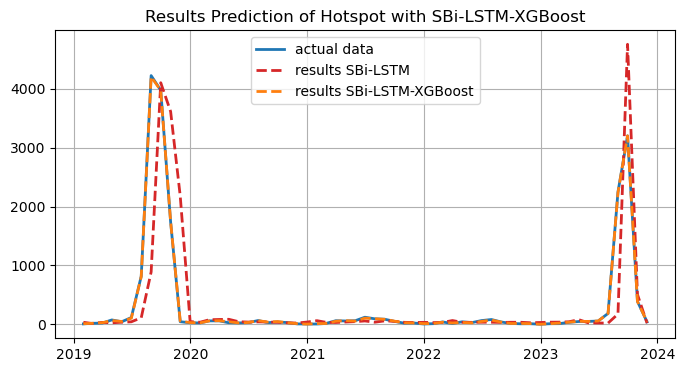 Results Prediction of Hotspot with SBi-LSTM-XGBoost
actual data
results SBi-LSTM
results SBi-LSTM-XGBoost
4000
3000
2000
1000
0
2019 2020 2021 2022 2023 2024